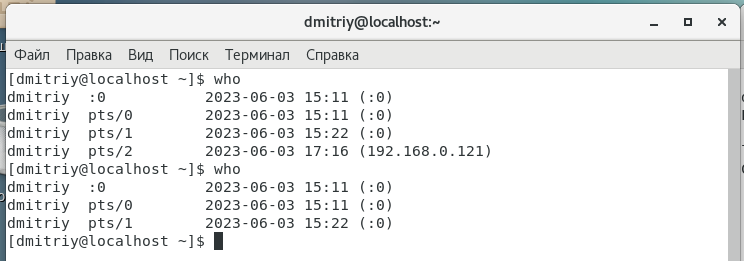 dmitriy@localhost:~
Файл Правка Вид Поиск Терминал Справка
[dmitriy@localhost ~]$ who
dmitriy  :0           2023-06-03 15:11 (:0)
dmitriy  pts/0        2023-06-03 15:11 (:0)
dmitriy  pts/1        2023-06-03 15:22 (:0)
dmitriy  pts/2        2023-06-03 17:16 (192.168.0.121)
[dmitriy@localhost ~]$ who
dmitriy  :0           2023-06-03 15:11 (:0)
dmitriy  pts/0        2023-06-03 15:11 (:0)
dmitriy  pts/1        2023-06-03 15:22 (:0)
[dmitriy@localhost ~]$